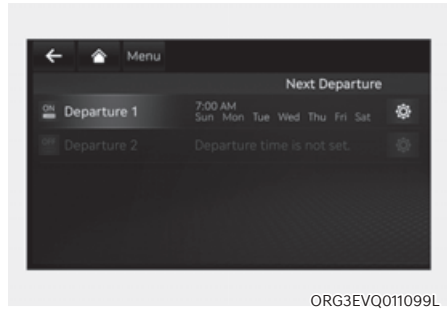 Menu
Next Departure
ON Departure 1 7:00 AM
Sun Mon Tue Wed Thu Fri Sat
OFF Departure 2 Departure time is not set.
ORG3EVQ011099L